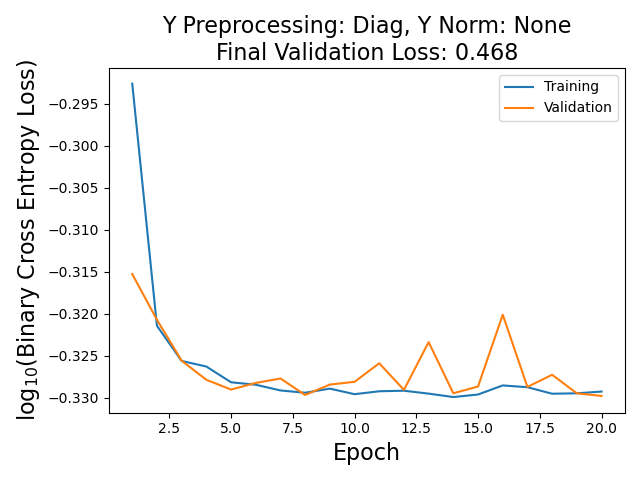 Y Preprocessing: Diag, Y Norm: None
Final Validation Loss: 0.468
log₁₀(Binary Cross Entropy Loss)
−0.295
−0.300
−0.305
−0.310
−0.315
−0.320
−0.325
−0.330
Training
Validation
2.5
5.0
7.5
10.0
12.5
15.0
17.5
20.0
Epoch